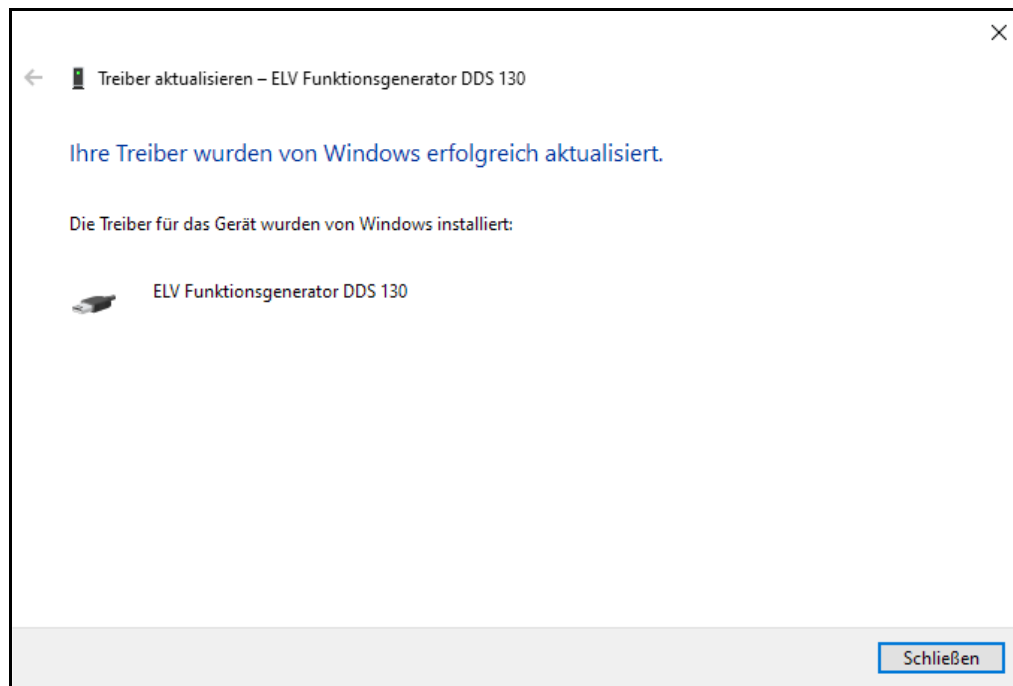 Treiber aktualisieren – ELV Funktionsgenerator DDS 130
Ihre Treiber wurden von Windows erfolgreich aktualisiert.
Die Treiber für das Gerät wurden von Windows installiert:
ELV Funktionsgenerator DDS 130
Schließen